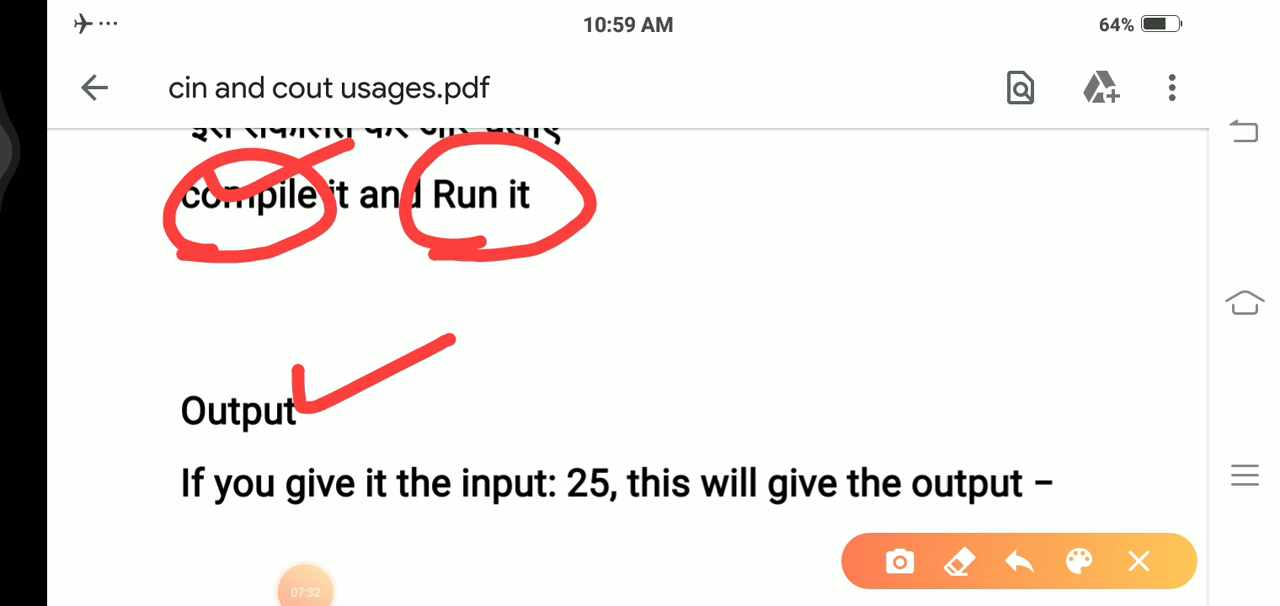 10:59 AM
64%
cin and cout usages.pdf
compile it and Run it
Output
If you give it the input: 25, this will give the output –
07:32